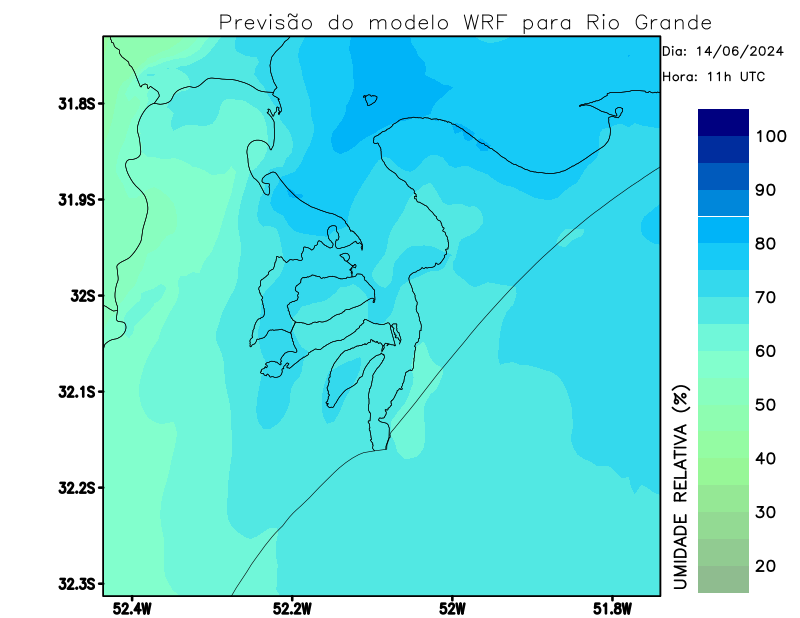 Previsão do modelo WRF para Rio Grande
Dia: 14/06/2024
Hora: 11h UTC
31.8S
31.9S
32S
32.1S
32.2S
32.3S
52.4W
52.2W
52W
51.8W
100
90
80
70
60
50
40
30
20
UMIDADE RELATIVA (%)